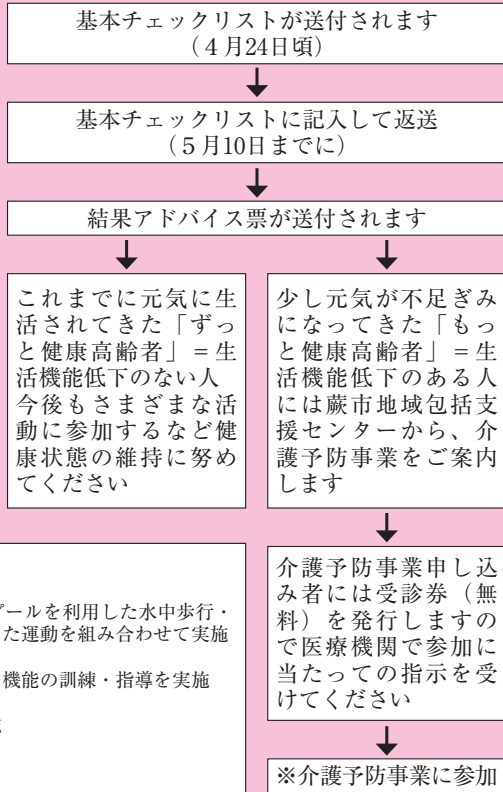 基本チェックリストが送付されます
（４月24日頃）
基本チェックリストに記入して返送
（５月10日までに）
結果アドバイス票が送付されます
これまでに元気に生
活されてきた「ずっ
と健康高齢者」＝生
活機能低下のない人
今後もさまざまな活
動に参加するなど健
康状態の維持に努め
てください
少し元気が不足ぎみ
になってきた「もっ
と健康高齢者」＝生
活機能低下のある人
には蕨市地域包括支
援センターから、介
護予防事業をご案内
します
プールを利用した水中歩行・
た運動を組み合わせて実施
機能の訓練・指導を実施
介護予防事業申し込
み者には受診券（無
料）を発行しますの
で医療機関で参加に
当たっての指示を受
けてください
※介護予防事業に参加